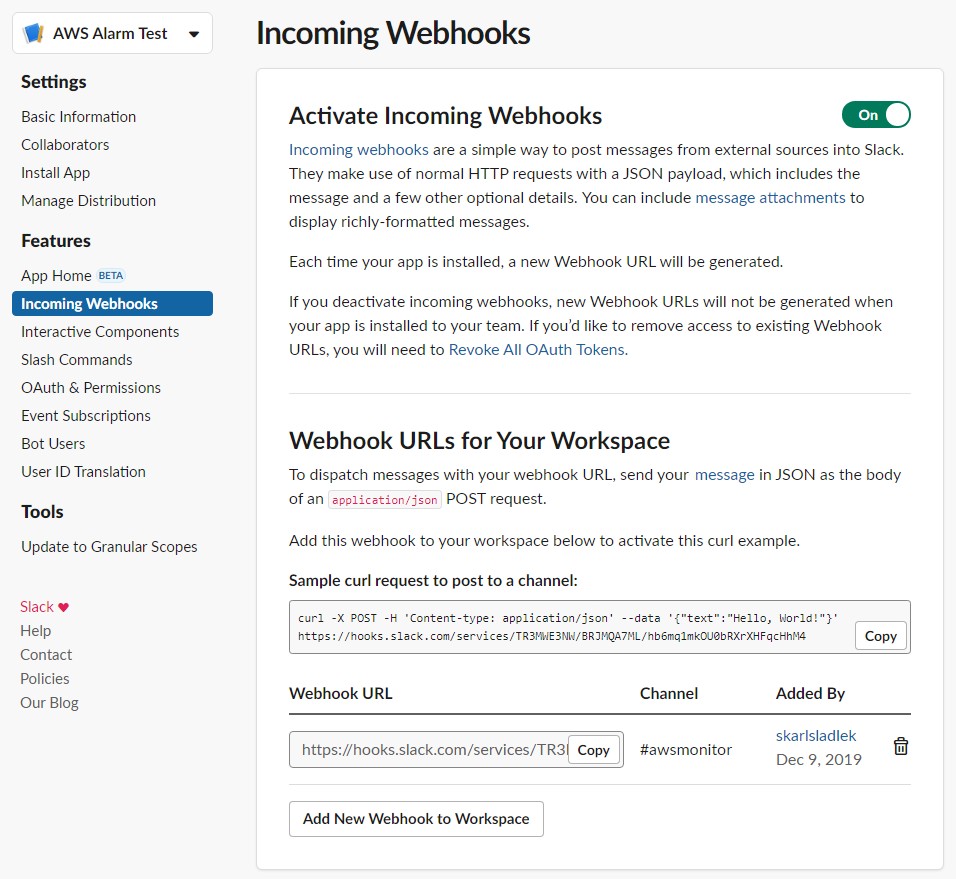 AWS Alarm Test
Incoming Webhooks
Settings
Basic Information
Collaborators
Install App
Manage Distribution
Features
App Home BETA
Incoming Webhooks
Interactive Components
Slash Commands
OAuth & Permissions
Event Subscriptions
Bot Users
User ID Translation
Tools
Update to Granular Scopes
Slack ♥
Help
Contact
Policies
Our Blog
Activate Incoming Webhooks
On
Incoming webhooks are a simple way to post messages from external sources into Slack.
They make use of normal HTTP requests with a JSON payload, which includes the
message and a few other optional details. You can include message attachments to
display richly-formatted messages.
Each time your app is installed, a new Webhook URL will be generated.
If you deactivate incoming webhooks, new Webhook URLs will not be generated when
your app is installed to your team. If you’d like to remove access to existing Webhook
URLs, you will need to Revoke All OAuth Tokens.
Webhook URLs for Your Workspace
To dispatch messages with your webhook URL, send your message in JSON as the body
of an application/json POST request.
Add this webhook to your workspace below to activate this curl example.
Sample curl request to post to a channel:
curl -X POST -H 'Content-type: application/json' --data '{"text":"Hello, World!"}'
https://hooks.slack.com/services/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
Copy
Webhook URL Channel Added By
https://hooks.slack.com/services/TR3 Copy #awsmonitor skarlsladlek
Dec 9, 2019
Add New Webhook to Workspace